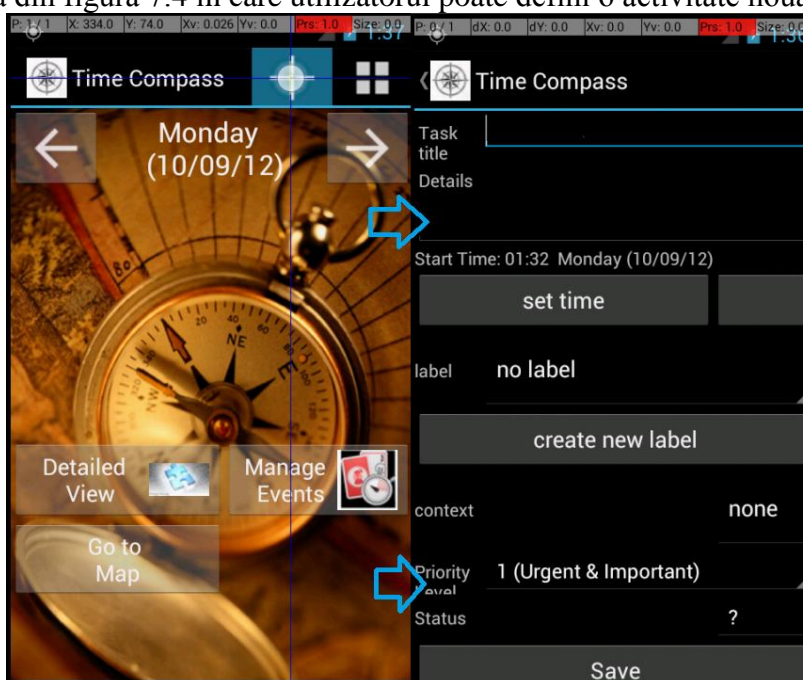 din figura 7.4 în care utilizatorul poate defini o activitate nouă
P: 1 / 1 X: 334.0 Y: 74.0 Xv: 0.026 Yv: 0.0 Prs: 1.0 Size: 0.0
1:37
Time Compass
Monday
(10/09/12)
Detailed
View
Manage
Events
Go to
Map
P: 0 / 1 dX: 0.0 dY: 0.0 Xv: 0.0 Yv: 0.0 Prs: 1.0 Size: 0.0
Time Compass
Task
title
Details
Start Time: 01:32 Monday (10/09/12)
set time
label no label
create new label
context none
Priority 1 (Urgent & Important)
Level
Status ?
Save